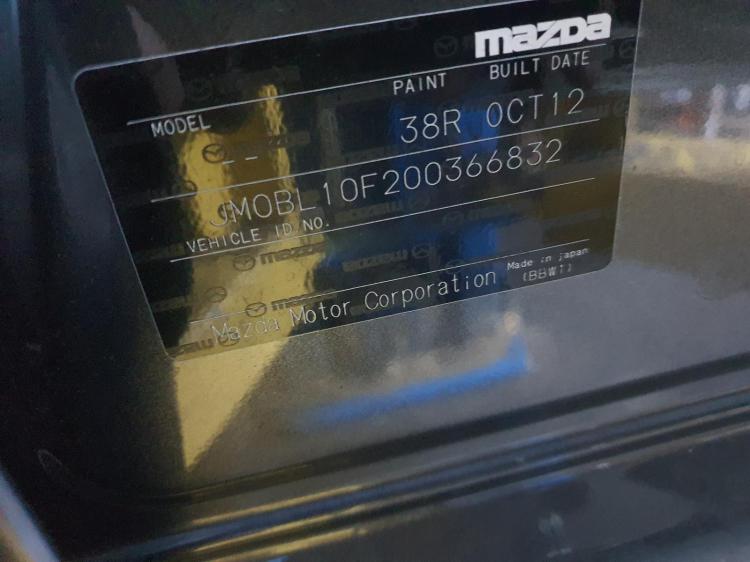 mazda
MODEL PAINT BUILT DATE
-- 38R OCT12
JM0BL10F200366832
VEHICLE ID.NO.
Mazda Motor Corporation Made in japan
(BBW1)